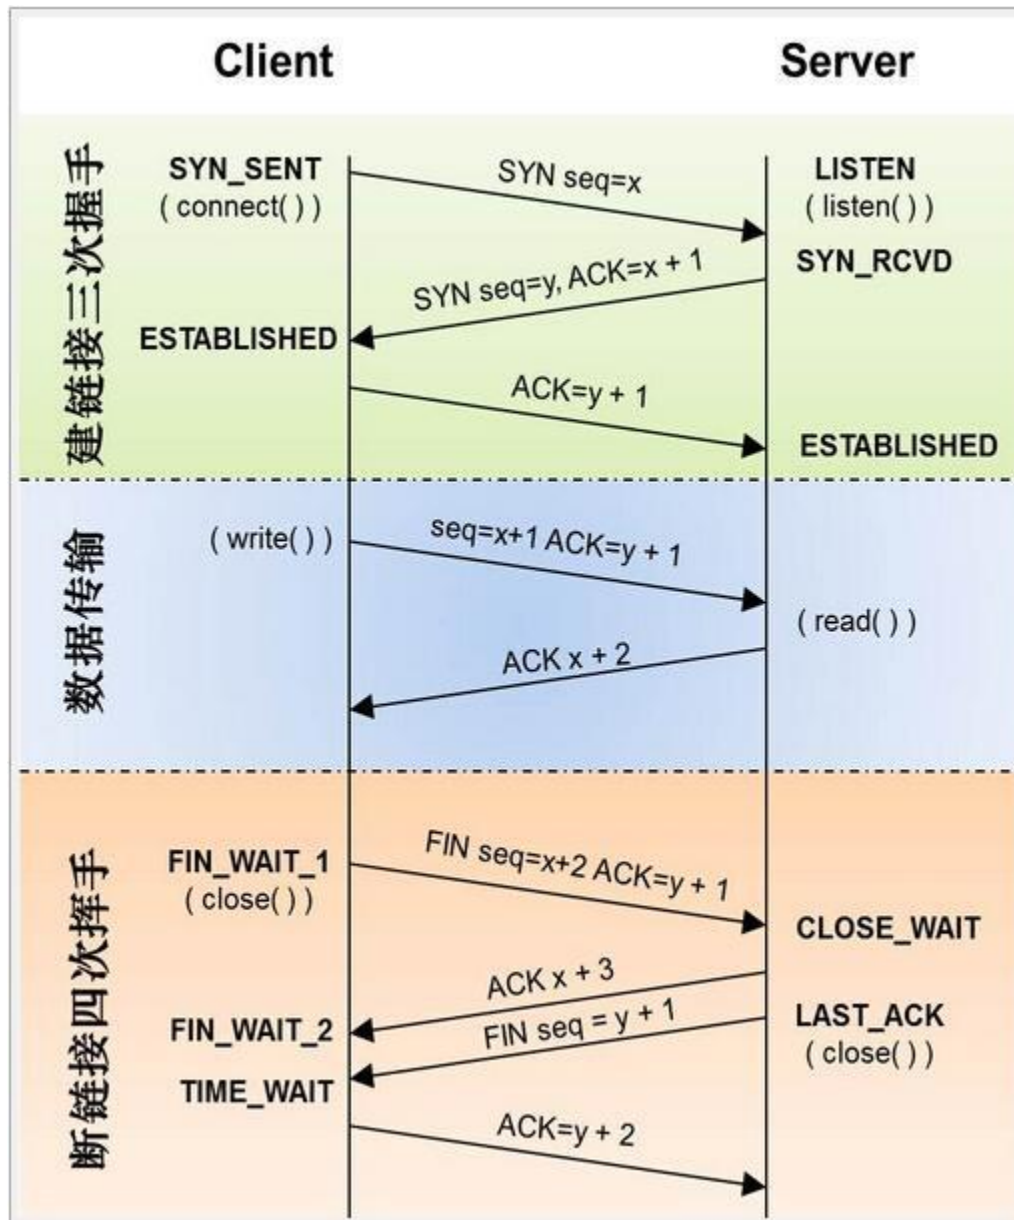 Client
Server
建链接三次握手
SYN_SENT
( connect( ) )
SYN seq=x
LISTEN
( listen( ) )
SYN_RCVD
SYN seq=y, ACK=x + 1
ESTABLISHED
ACK=y + 1
ESTABLISHED
数据传输
( write( ) )
seq=x+1 ACK=y + 1
( read( ) )
ACK x + 2
断链接四次挥手
FIN_WAIT_1
( close( ) )
FIN seq=x+2 ACK=y + 1
CLOSE_WAIT
ACK x + 3
FIN_WAIT_2
FIN seq = y + 1
LAST_ACK
( close( ) )
TIME_WAIT
ACK=y + 2